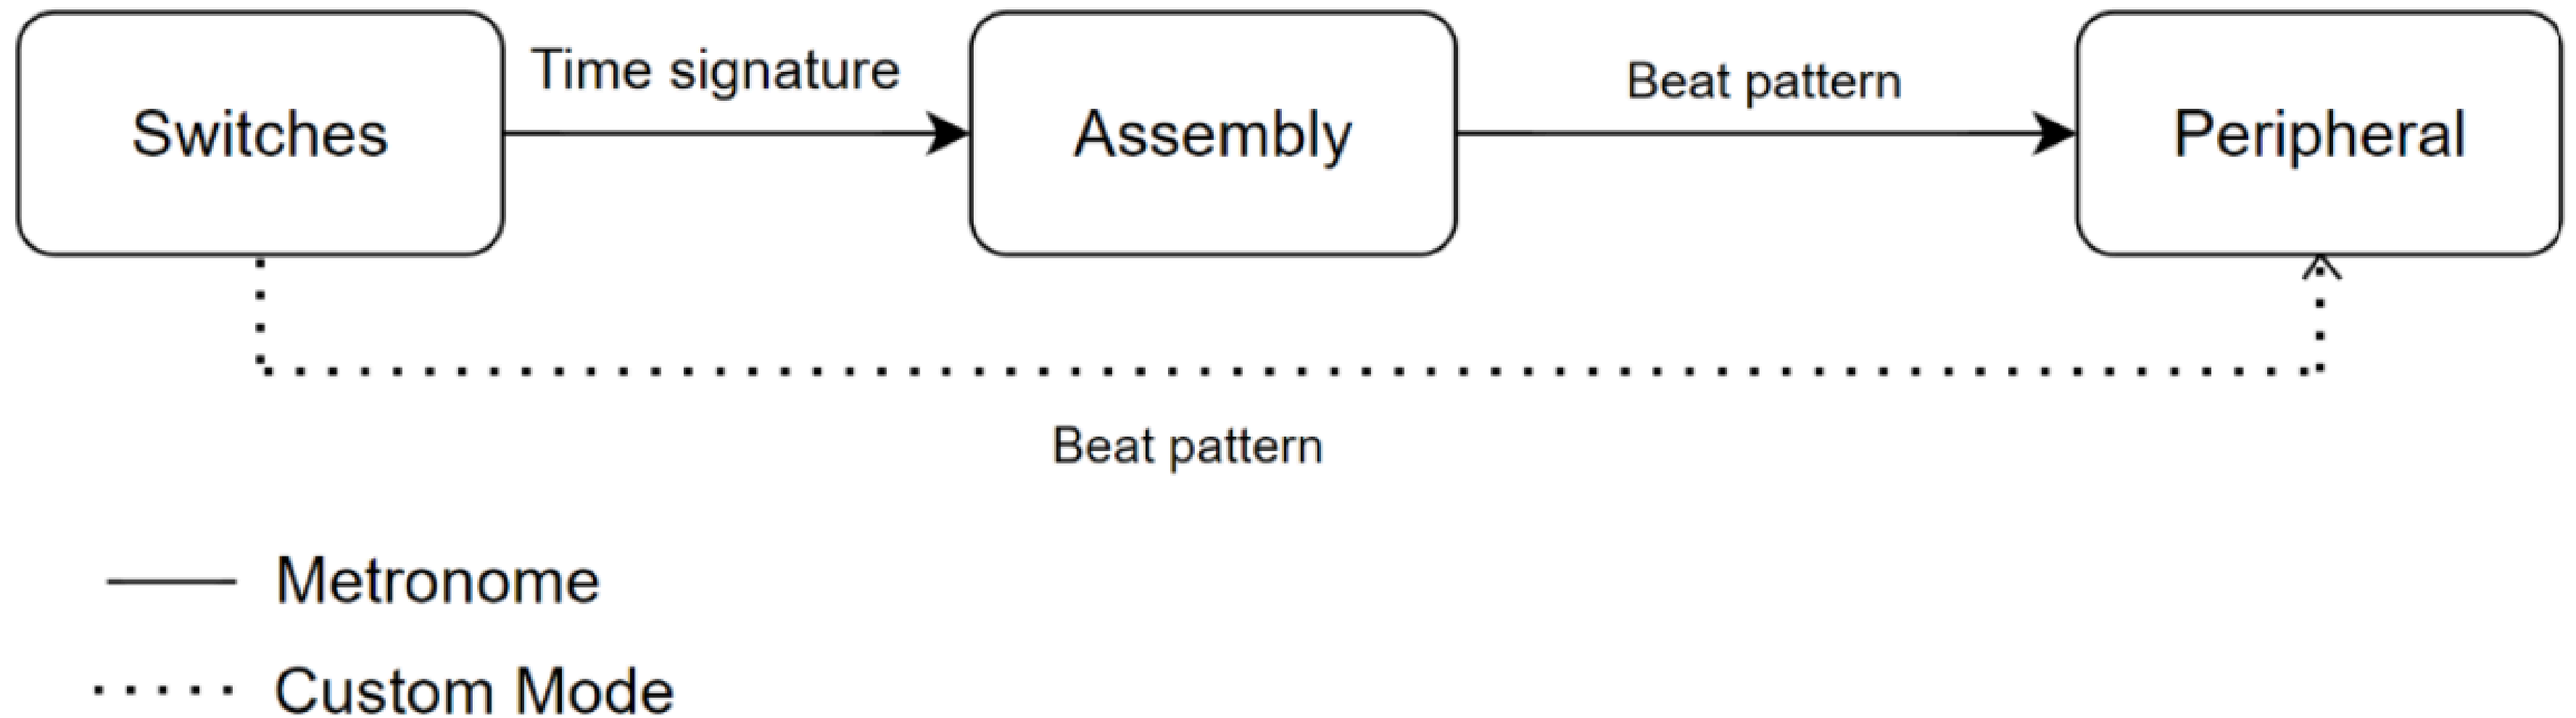 Switches
Time signature
Assembly
Beat pattern
Peripheral
Beat pattern
Metronome
Custom Mode